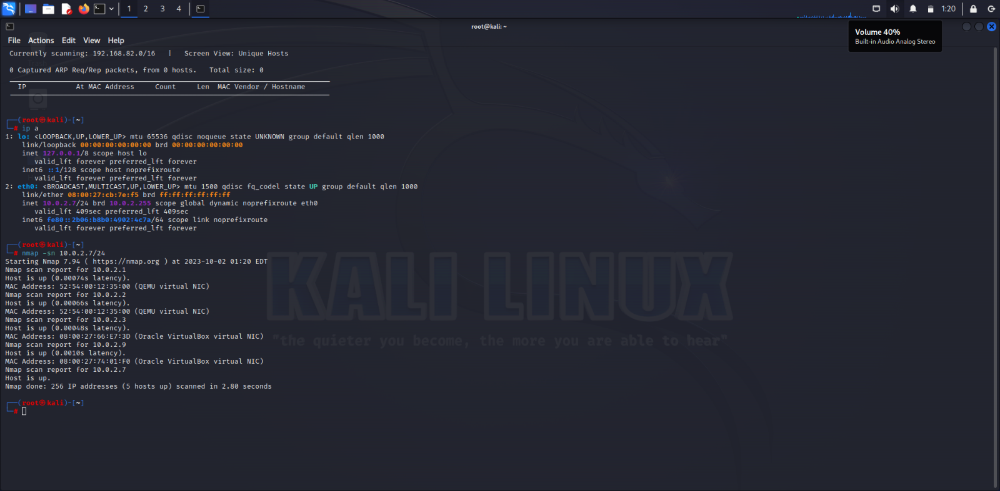 1 2 3 4 1:20
root@kali: ~
Volume 40%
Built-in Audio Analog Stereo
File Actions Edit View Help
Currently scanning: 192.168.82.0/16 | Screen View: Unique Hosts
0 Captured ARP Req/Rep packets, from 0 hosts. Total size: 0
IP At MAC Address Count Len MAC Vendor / Hostname
┌──(root㉿kali)-[~]
└─# ip a
1: lo: <LOOPBACK,UP,LOWER_UP> mtu 65536 qdisc noqueue state UNKNOWN group default qlen 1000
link/loopback 00:00:00:00:00:00 brd 00:00:00:00:00:00
inet 127.0.0.1/8 scope host lo
valid_lft forever preferred_lft forever
inet6 ::1/128 scope host noprefixroute
valid_lft forever preferred_lft forever
2: eth0: <BROADCAST,MULTICAST,UP,LOWER_UP> mtu 1500 qdisc fq_codel state UP group default qlen 1000
link/ether 08:00:27:cb:7e:f5 brd ff:ff:ff:ff:ff:ff
inet 10.0.2.7/24 brd 10.0.2.255 scope global dynamic noprefixroute eth0
valid_lft 409sec preferred_lft 409sec
inet6 fe80::2b06:b8b0:4902:4c7a/64 scope link noprefixroute
valid_lft forever preferred_lft forever
┌──(root㉿kali)-[~]
└─# nmap -sn 10.0.2.7/24
Starting Nmap 7.94 ( https://nmap.org ) at 2023-10-02 01:20 EDT
Nmap scan report for 10.0.2.1
Host is up (0.00074s latency).
MAC Address: 52:54:00:12:35:00 (QEMU virtual NIC)
Nmap scan report for 10.0.2.2
Host is up (0.00066s latency).
MAC Address: 52:54:00:12:35:00 (QEMU virtual NIC)
Nmap scan report for 10.0.2.3
Host is up (0.00048s latency).
MAC Address: 08:00:27:66:E7:3D (Oracle VirtualBox virtual NIC)
Nmap scan report for 10.0.2.9
Host is up (0.0010s latency).
MAC Address: 08:00:27:74:01:F0 (Oracle VirtualBox virtual NIC)
Nmap scan report for 10.0.2.7
Host is up.
Nmap done: 256 IP addresses (5 hosts up) scanned in 2.80 seconds
┌──(root㉿kali)-[~]
└─#
KALI LINUX
"the quieter you become, the more you are able to hear"